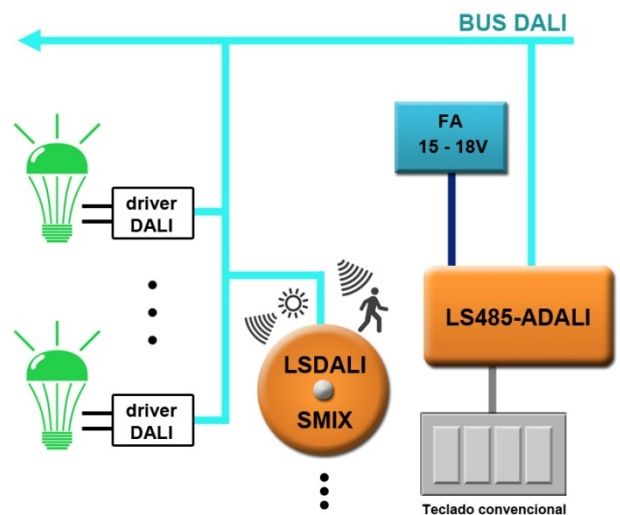 BUS DALI
FA
15 - 18V
driver
DALI
LS485-ADALI
LSDALI
SMIX
driver
DALI
Teclado convencional